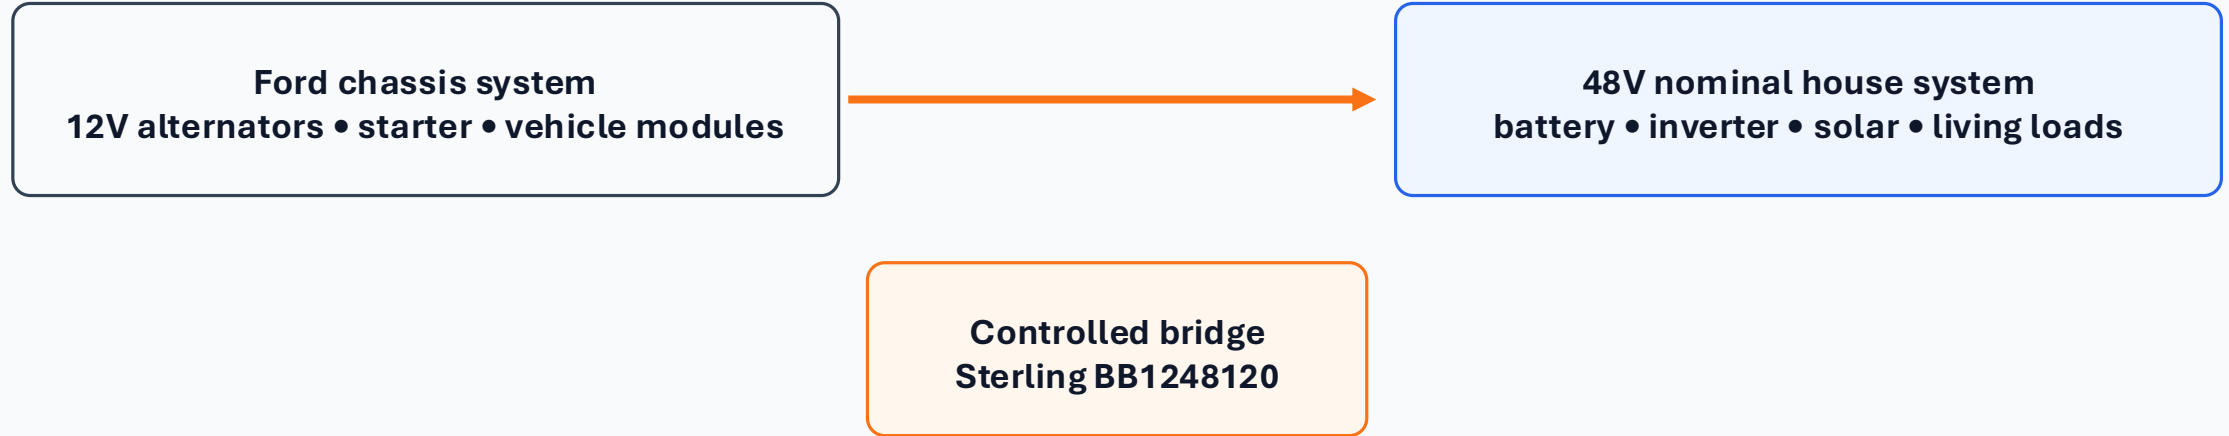 Ford chassis system
12V alternators • starter • vehicle modules
48V nominal house system
battery • inverter • solar • living loads
Controlled bridge
Sterling BB1248120